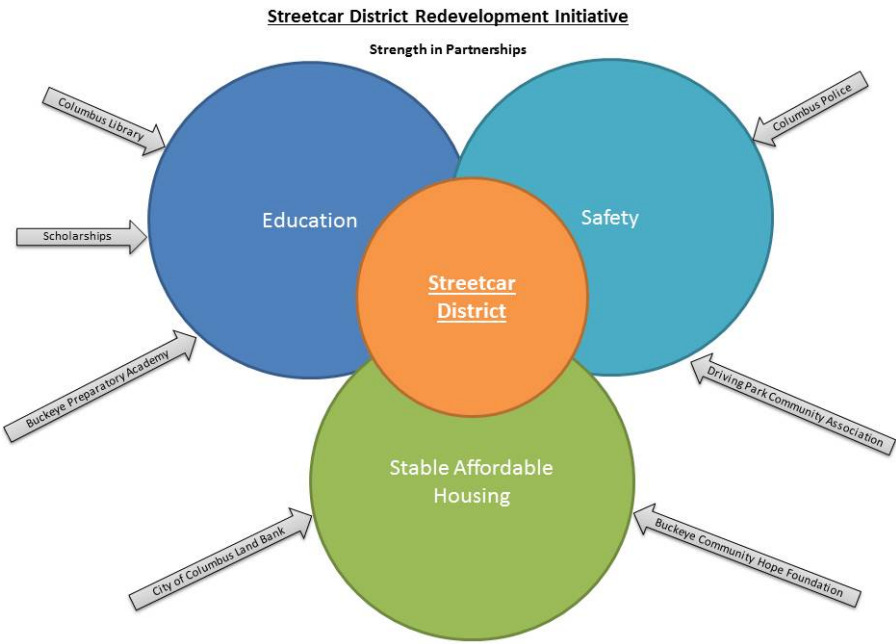 Streetcar District Redevelopment Initiative
Strength in Partnerships
Columbus Library
Columbus Police
Scholarships
Education
Safety
Streetcar
District
Buckeye Preparatory Academy
Driving Park Community Association
Stable Affordable
Housing
City of Columbus Land Bank
Buckeye Community Hope Foundation